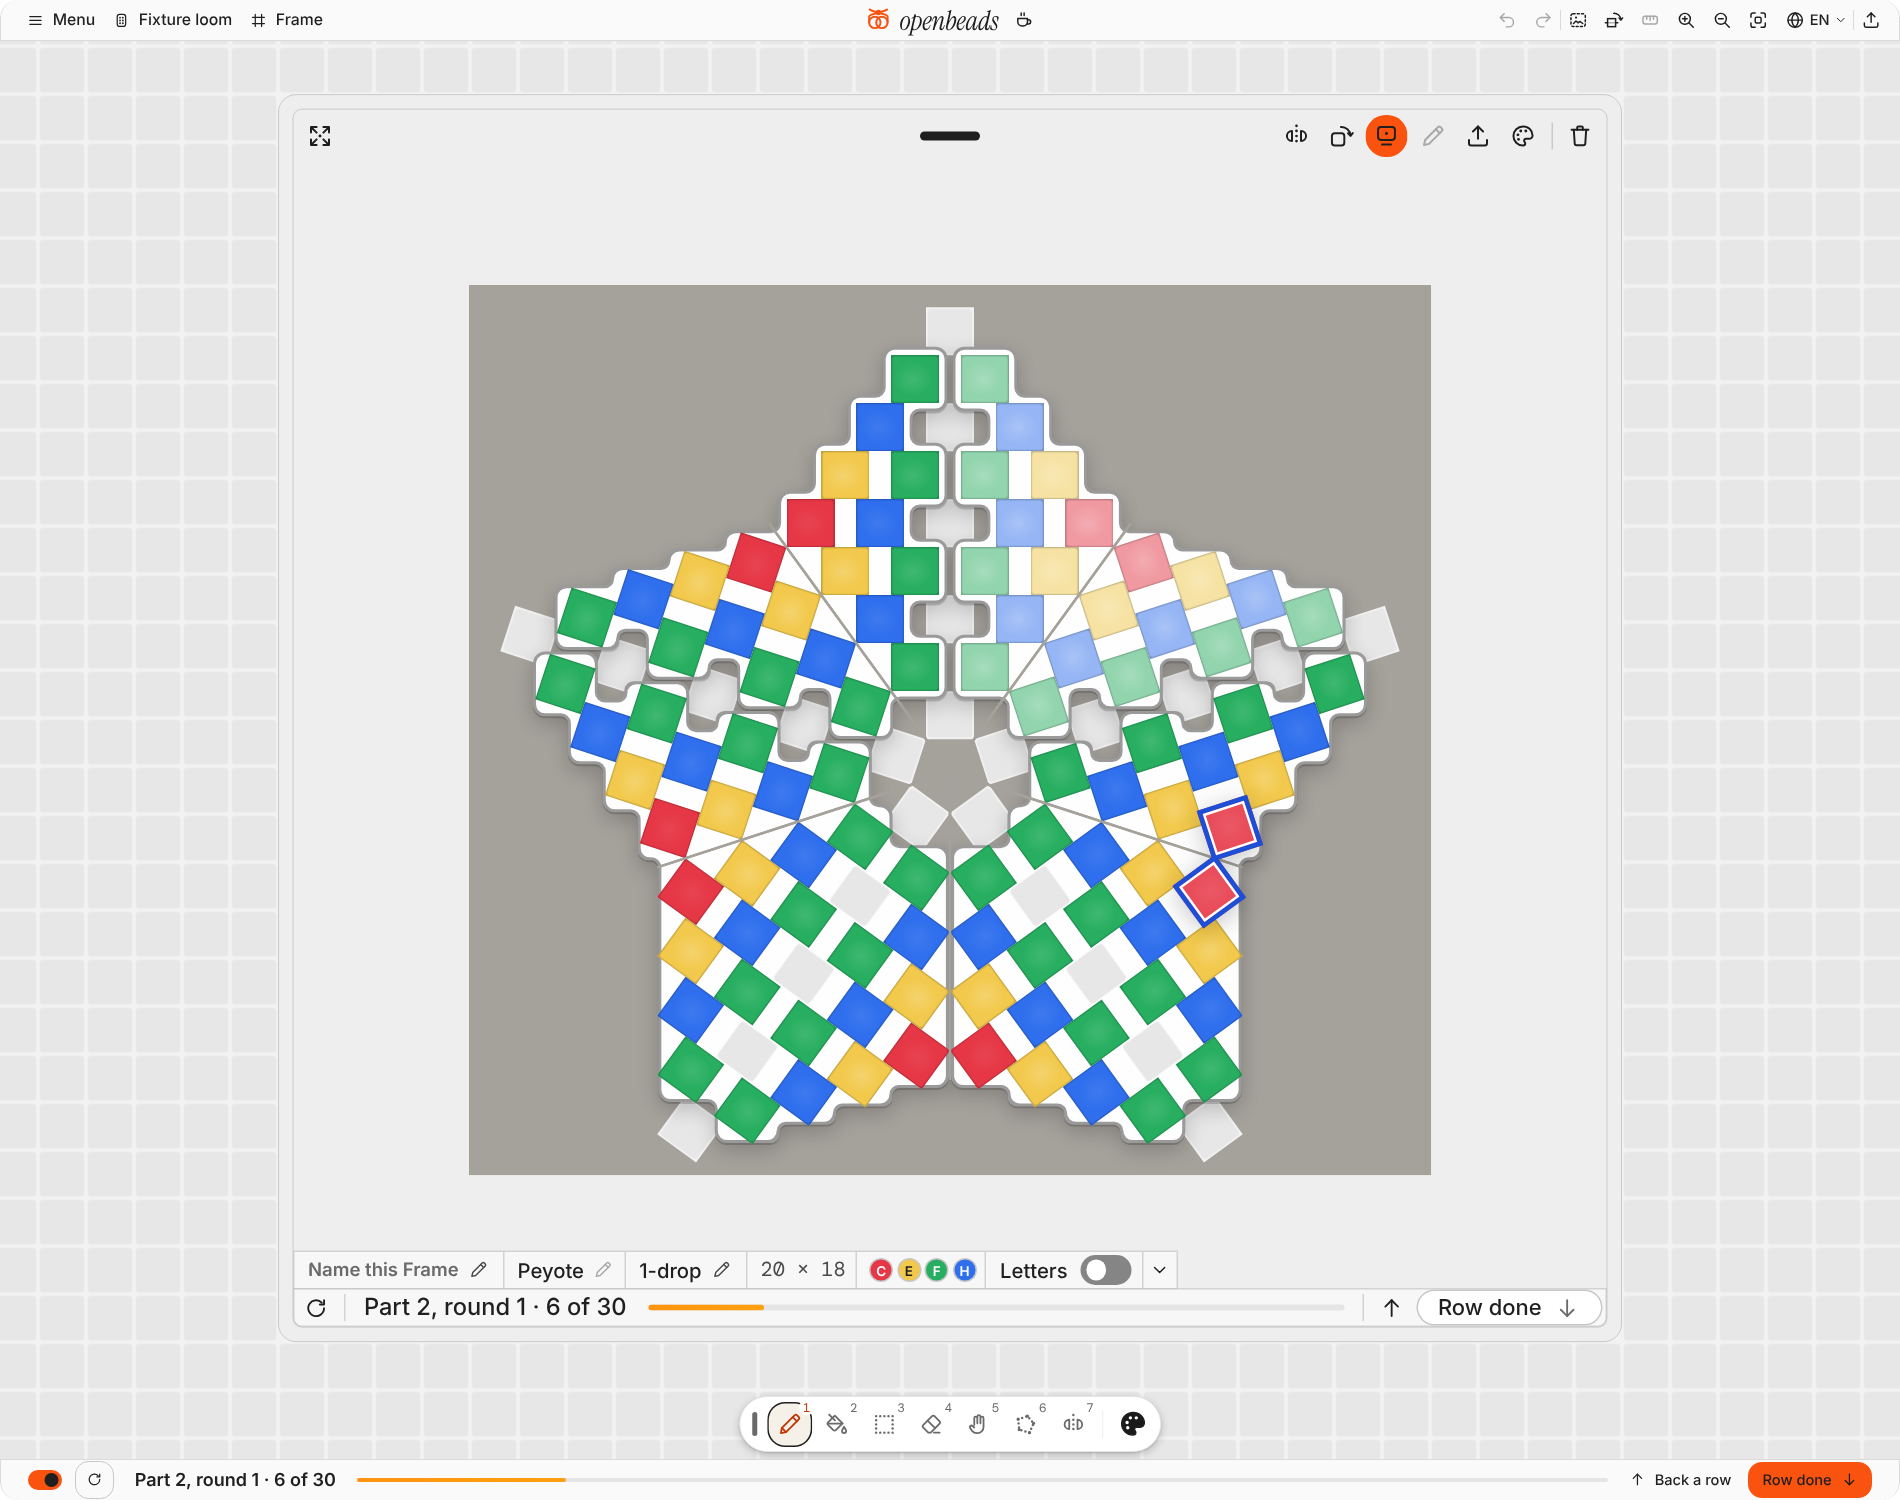 Menu
Fixture loom
Frame
openbeads
EN
Name this Frame
Peyote
1-drop
20 × 18
C
E
F
H
Letters
Part 2, round 1 · 6 of 30
Row done
1
2
3
4
5
6
7
Part 2, round 1 · 6 of 30
Back a row
Row done